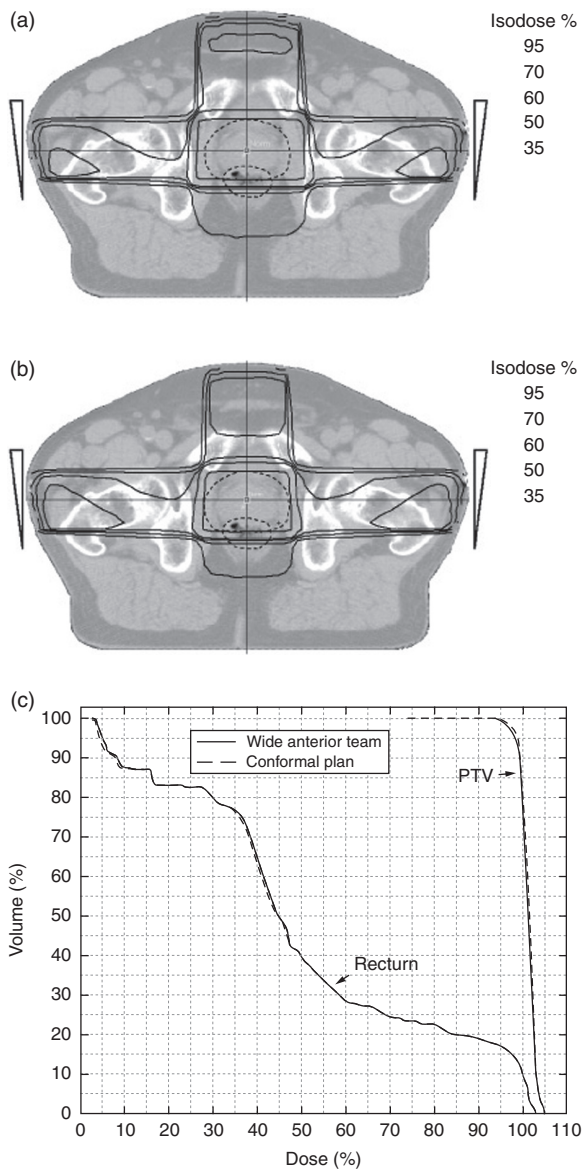 (a)
Isodose %
95
70
60
50
35
(b)
Isodose %
95
70
60
50
35
(c)
100
90
80
70
60
50
40
30
20
10
0
Volume (%)
Wide anterior team
Conformal plan
PTV
Recturn
0 10 20 30 40 50 60 70 80 90 100 110
Dose (%)